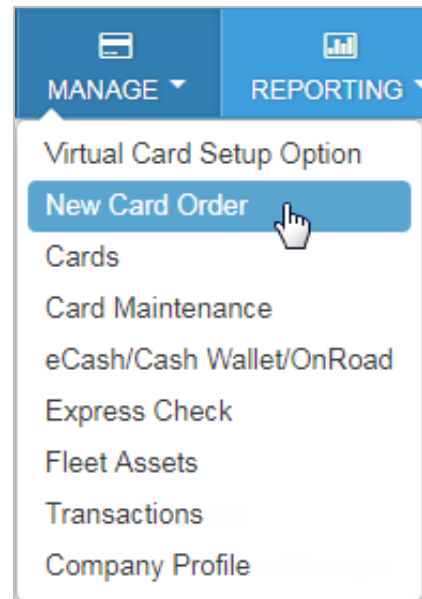 MANAGE REPORTING
Virtual Card Setup Option
New Card Order
Cards
Card Maintenance
eCash/Cash Wallet/OnRoad
Express Check
Fleet Assets
Transactions
Company Profile